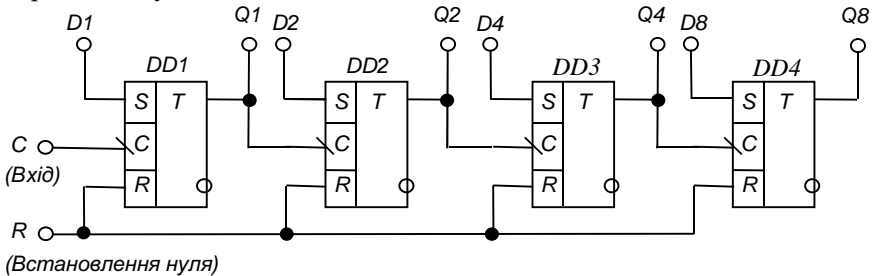 D1 Q1 D2 Q2 D4 Q4 D8 Q8
DD1 DD2 DD3 DD4
S T S T S T S T
C C C C C
(Вхід)
R R R R
R
(Встановлення нуля)